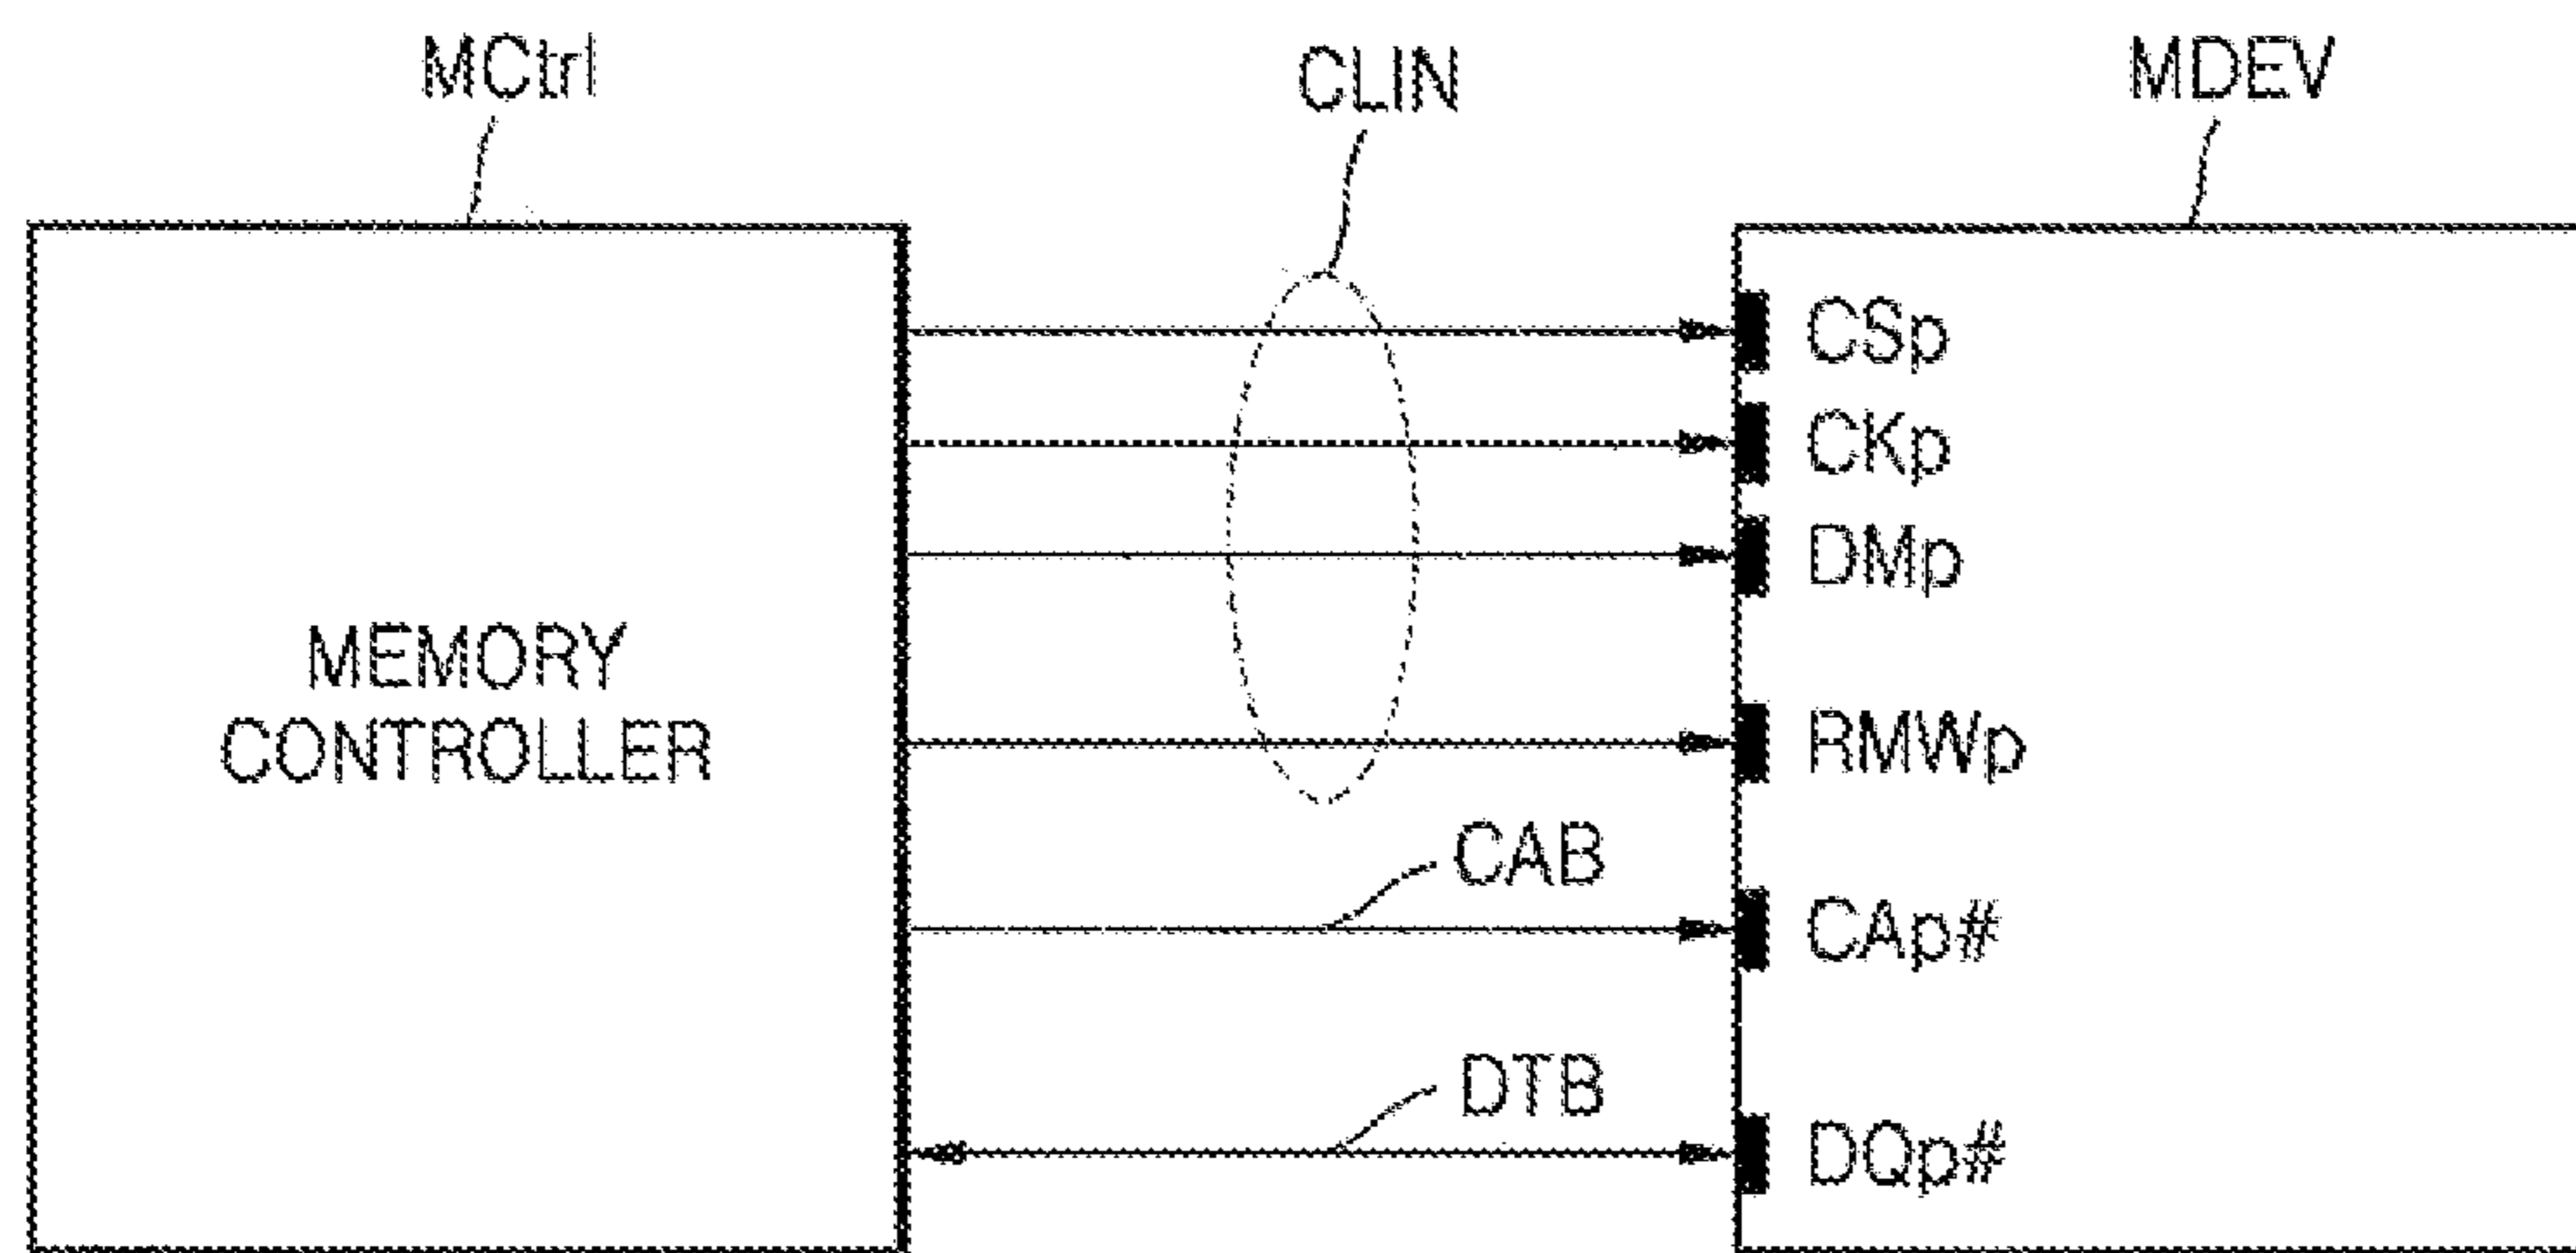 MCtrl
CLIN
MDEV
CSp
CKp
DMp
MEMORY
CONTROLLER
RMWp
CAB
CAp#
DTB
DQp#